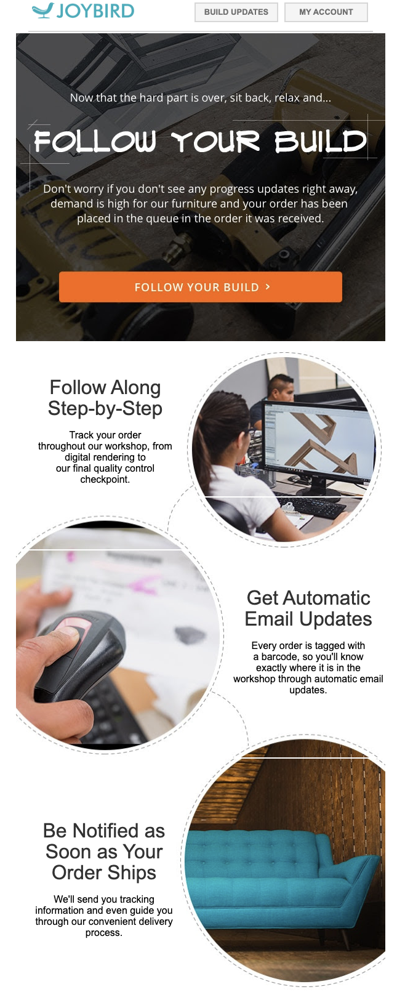 JOYBIRD
BUILD UPDATES
MY ACCOUNT
Now that the hard part is over, sit back, relax and...
FOLLOW YOUR BUILD
Don't worry if you don't see any progress updates right away,
demand is high for our furniture and your order has been
placed in the queue in the order it was received.
FOLLOW YOUR BUILD >
Follow Along
Step-by-Step
Track your order
throughout our workshop, from
digital rendering to
our final quality control
checkpoint.
Get Automatic
Email Updates
Every order is tagged with
a barcode, so you'll know
exactly where it is in the
workshop through automatic email
updates.
Be Notified as
Soon as Your
Order Ships
We'll send you tracking
information and even guide you
through our convenient delivery
process.